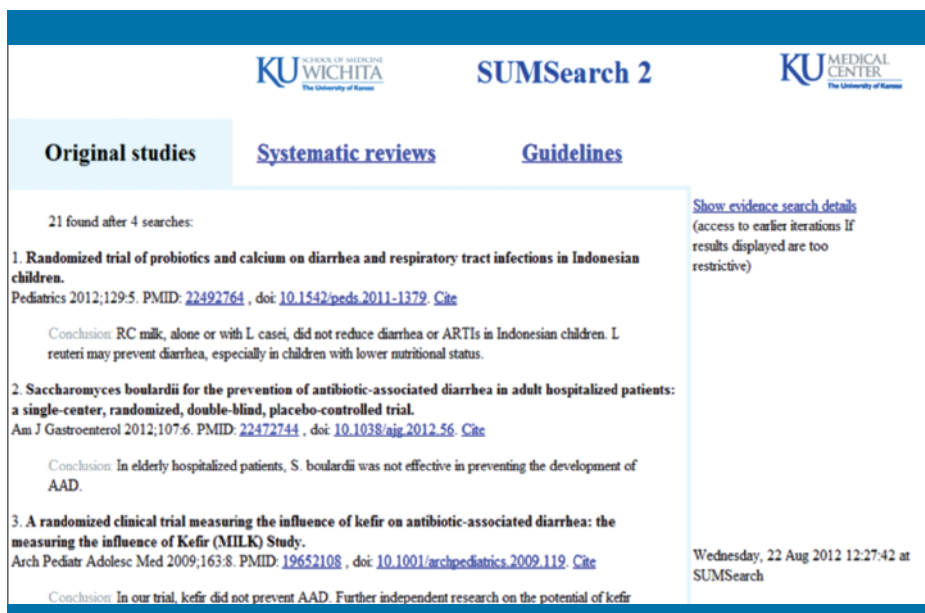 KU SCHOOL OF MEDICINE
WICHITA
The University of Kansas
SUMSearch 2
KU MEDICAL
CENTER
The University of Kansas
Original studies
Systematic reviews
Guidelines
21 found after 4 searches:
1. Randomized trial of probiotics and calcium on diarrhea and respiratory tract infections in Indonesian
children.
Pediatrics 2012;129:5. PMID: 22492764 , doi: 10.1542/peds.2011-1379. Cite
Conclusion: RC milk, alone or with L casei, did not reduce diarrhea or ARTIs in Indonesian children. L
reuteri may prevent diarrhea, especially in children with lower nutritional status.
2. Saccharomyces boulardii for the prevention of antibiotic-associated diarrhea in adult hospitalized patients:
a single-center, randomized, double-blind, placebo-controlled trial.
Am J Gastroenterol 2012;107:6. PMID: 22472744 , doi: 10.1038/ajg.2012.56. Cite
Conclusion: In elderly hospitalized patients, S. boulardii was not effective in preventing the development of
AAD.
3. A randomized clinical trial measuring the influence of kefir on antibiotic-associated diarrhea: the
measuring the influence of Kefir (MILK) Study.
Arch Pediatr Adolesc Med 2009;163:8. PMID: 19652108 , doi: 10.1001/archpediatrics.2009.119. Cite
Conclusion: In our trial, kefir did not prevent AAD. Further independent research on the potential of kefir
Show evidence search details
(access to earlier iterations If
results displayed are too
restrictive)
Wednesday, 22 Aug 2012 12:27:42 at
SUMSearch